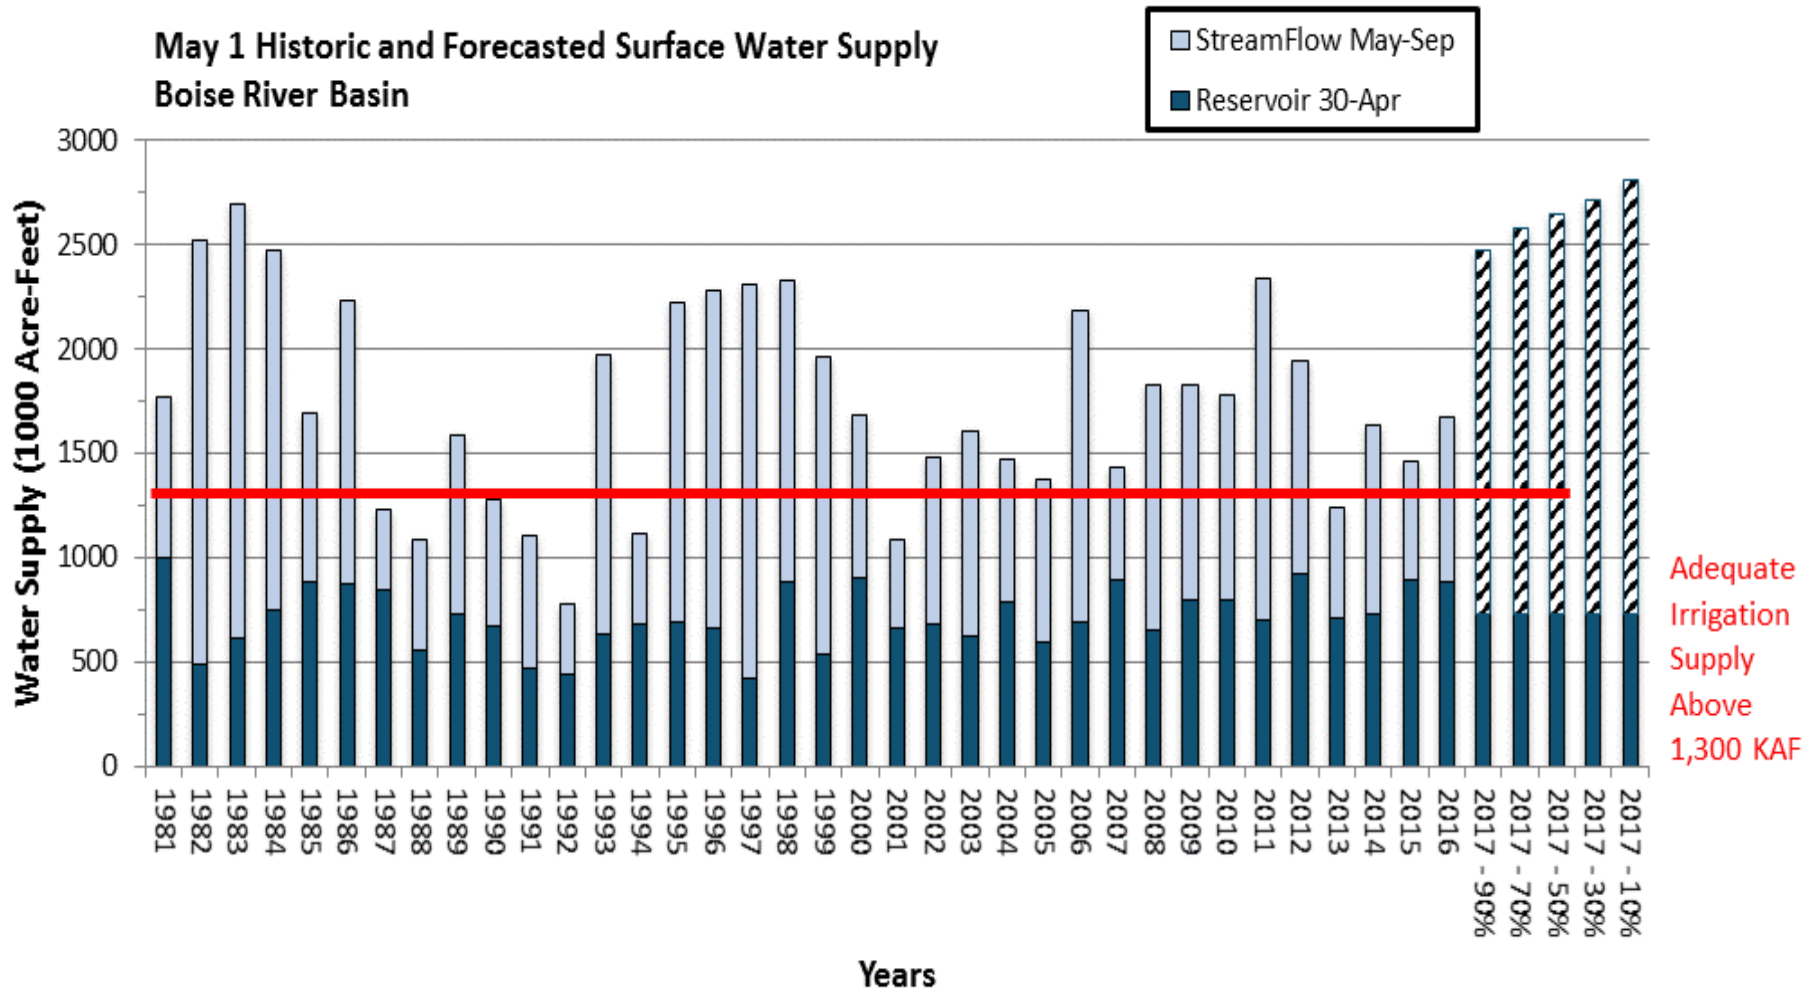 May 1 Historic and Forecasted Surface Water Supply
Boise River Basin
StreamFlow May-Sep
Reservoir 30-Apr
Water Supply (1000 Acre-Feet)
3000
2500
2000
1500
1000
500
0
Adequate
Irrigation
Supply
Above
1,300 KAF
1981
1982
1983
1984
1985
1986
1987
1988
1989
1990
1991
1992
1993
1994
1995
1996
1997
1998
1999
2000
2001
2002
2003
2004
2005
2006
2007
2008
2009
2010
2011
2012
2013
2014
2015
2016
2017 - 90%
2017 - 70%
2017 - 50%
2017 - 30%
2017 - 10%
Years